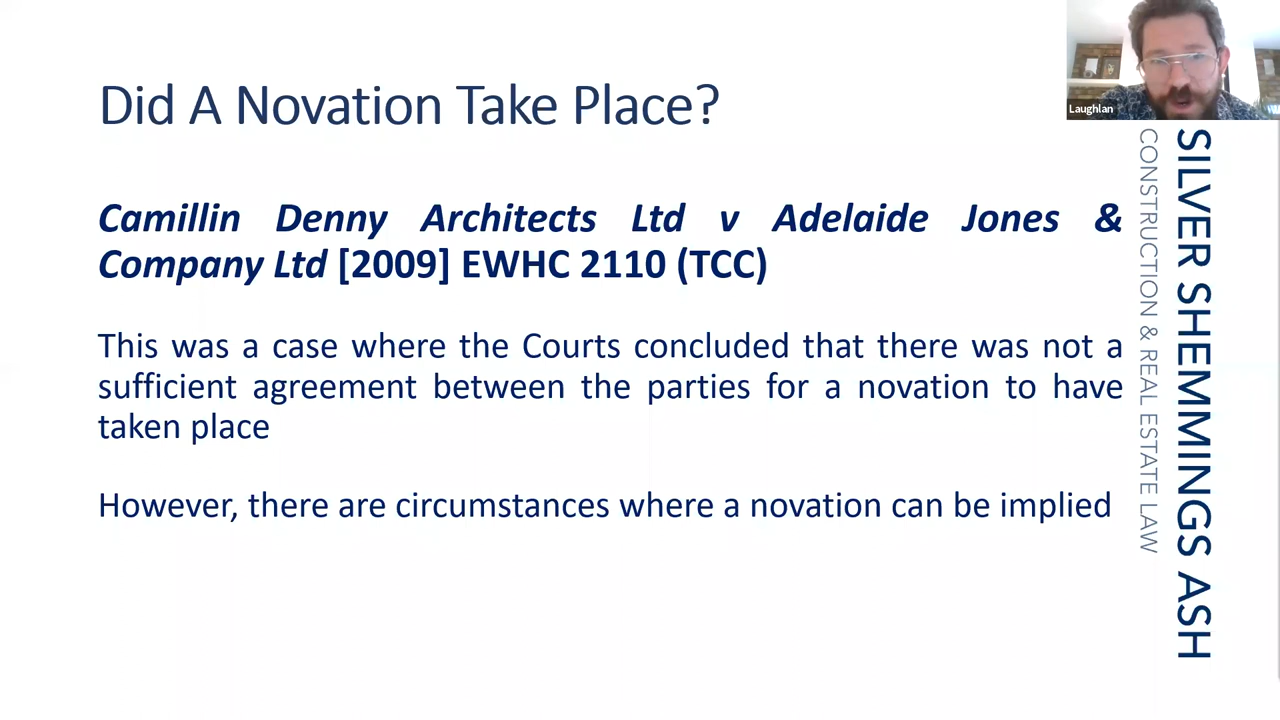 Did A Novation Take Place?
Camillin Denny Architects Ltd v Adelaide Jones &
Company Ltd [2009] EWHC 2110 (TCC)
This was a case where the Courts concluded that there was not a
sufficient agreement between the parties for a novation to have
taken place
However, there are circumstances where a novation can be implied
Laughlan
SILVER SHEMMINGS ASH
CONSTRUCTION & REAL ESTATE LAW